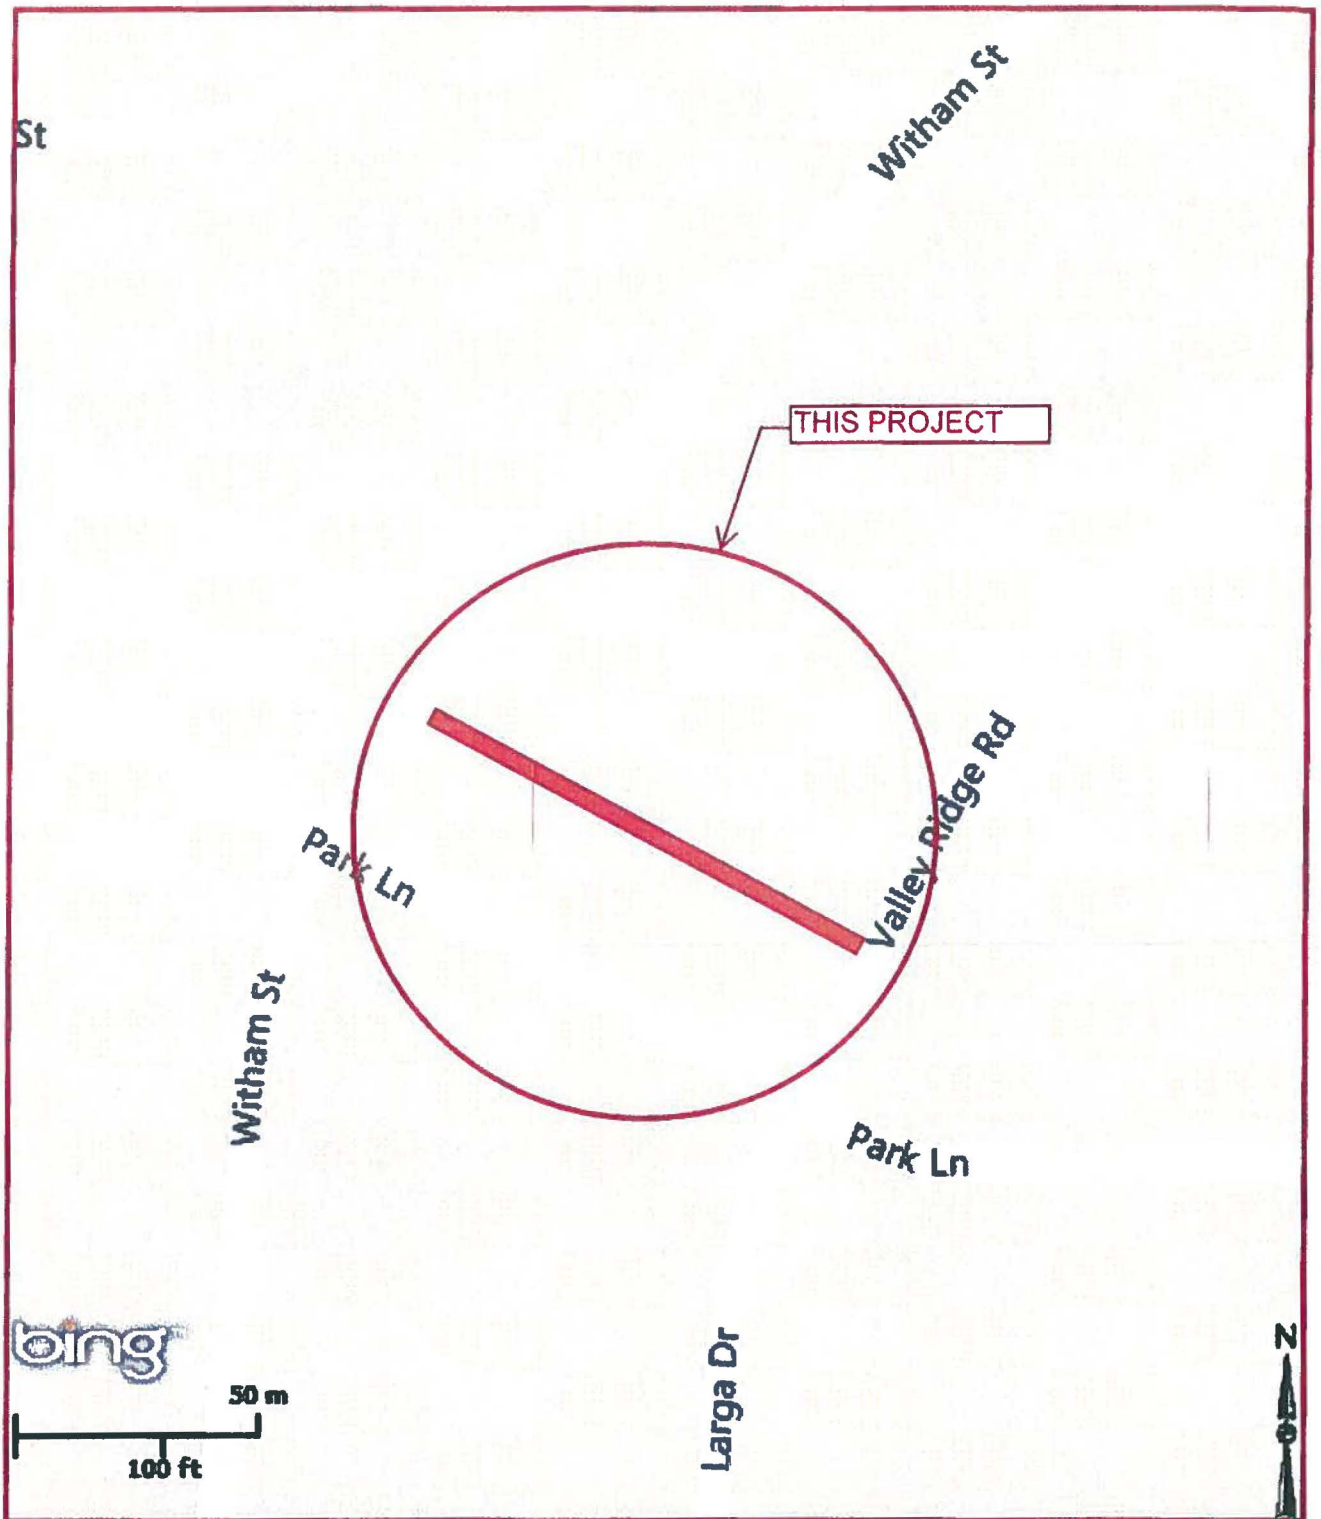 Witham St
St
THIS PROJECT
Valley Ridge Rd
Park Ln
Witham St
Park Ln
bing
Larga Dr
N
50 m
100 ft